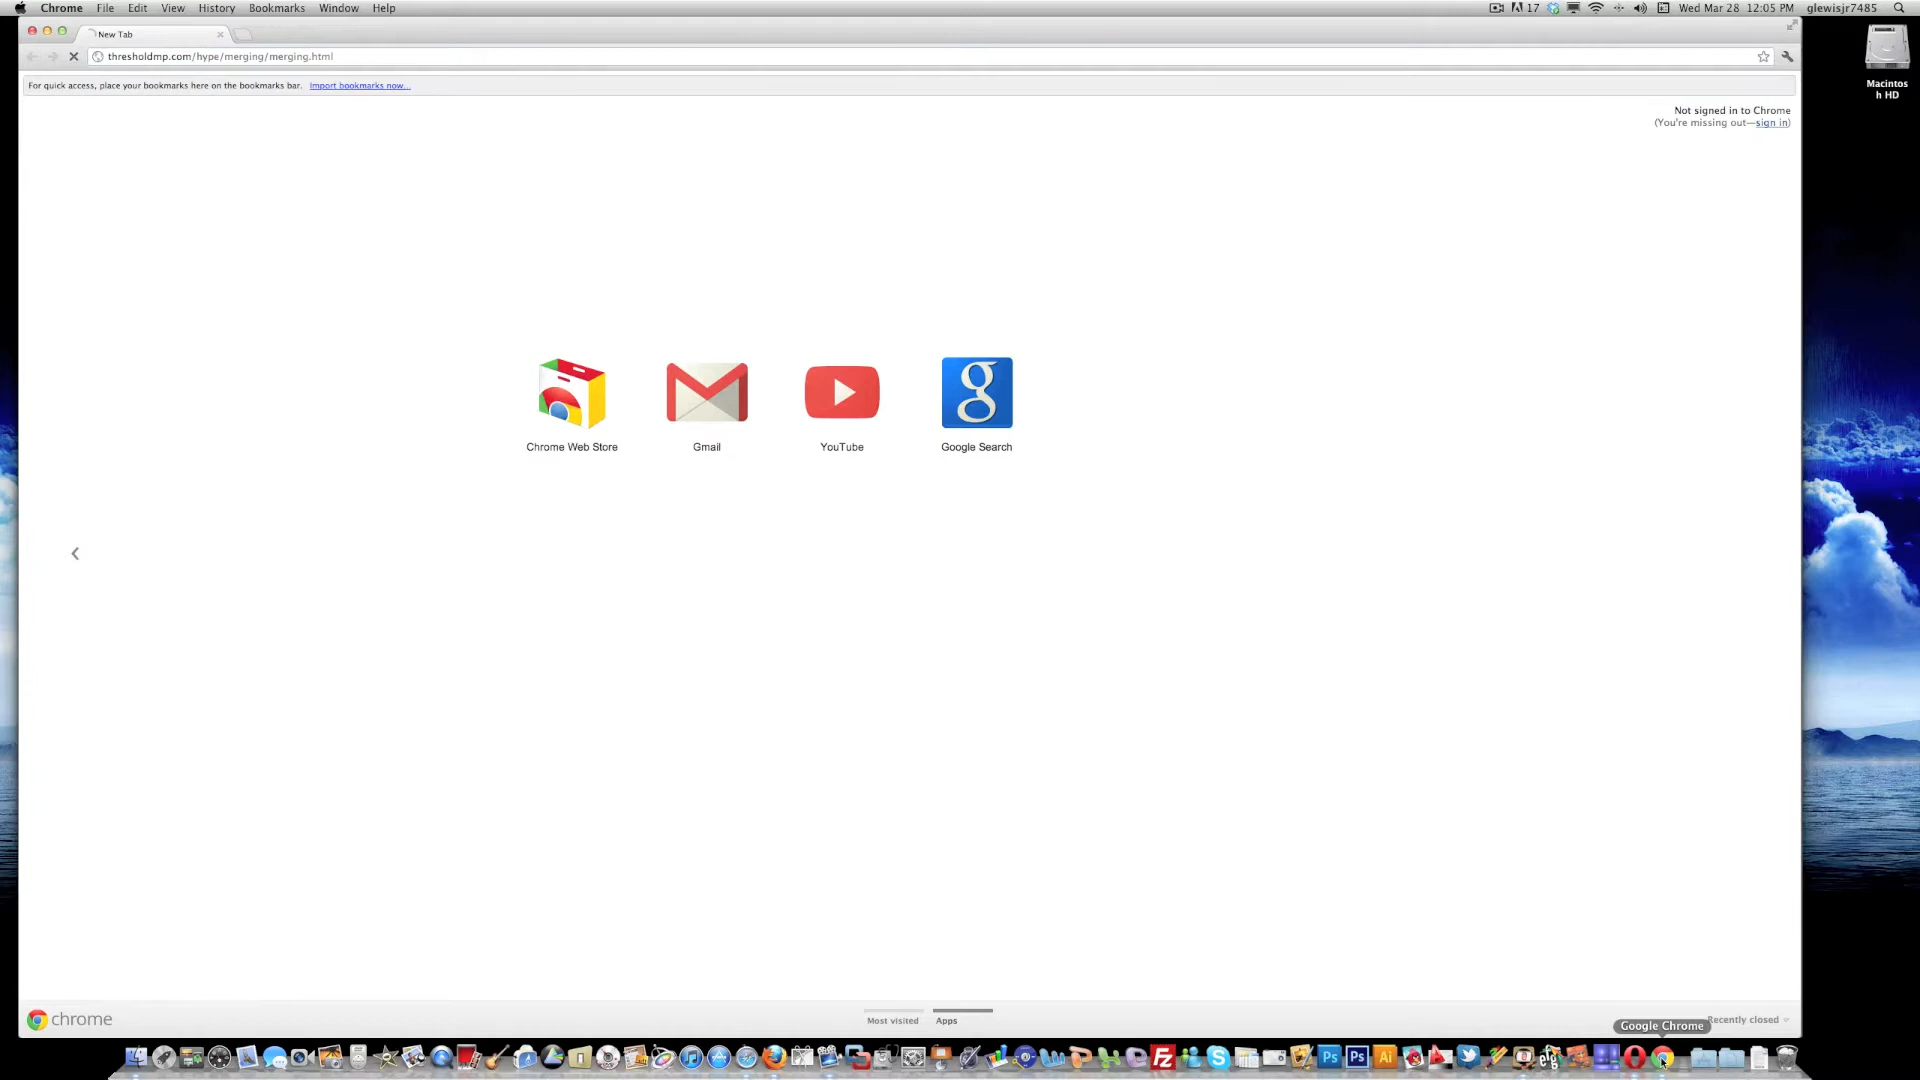 Chrome File Edit View History Bookmarks Window Help
17 Wed Mar 28 12:05 PM glewisjr7485
New Tab
thresholdmp.com/hype/merging/merging.html
For quick access, place your bookmarks here on the bookmarks bar. Import bookmarks now...
Not signed in to Chrome
(You're missing out—sign in)
Macintos
h HD
Chrome Web Store Gmail YouTube Google Search
chrome
Most visited Apps
Recently closed
Google Chrome